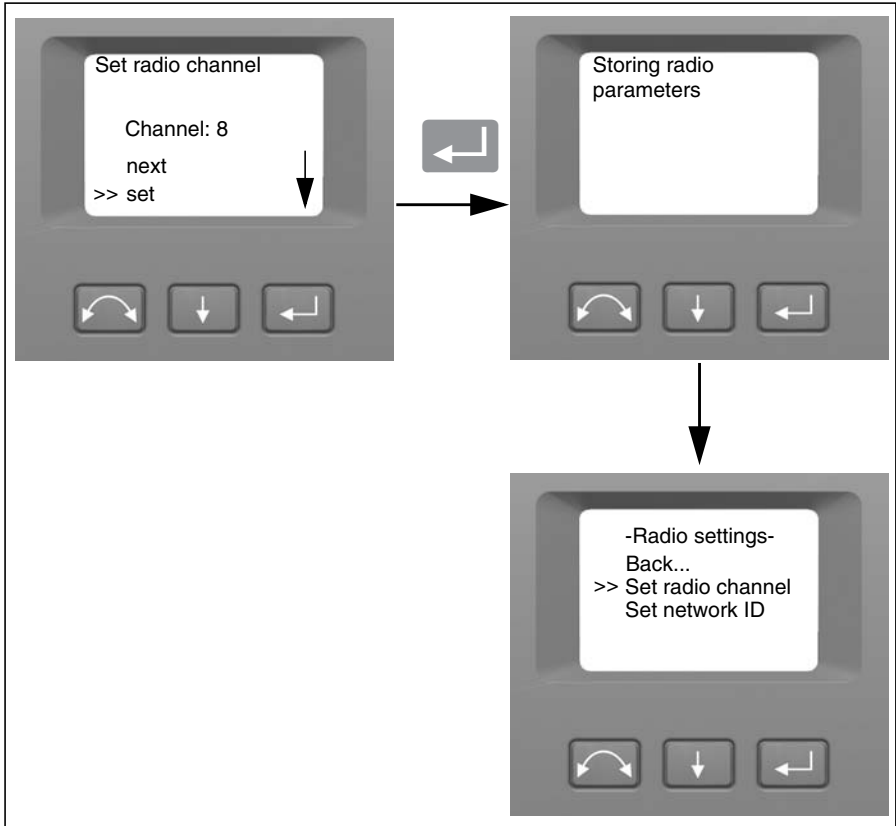 Set radio channel
Channel: 8
next
>> set
Storing radio
parameters
-Radio settings-
Back...
>> Set radio channel
Set network ID